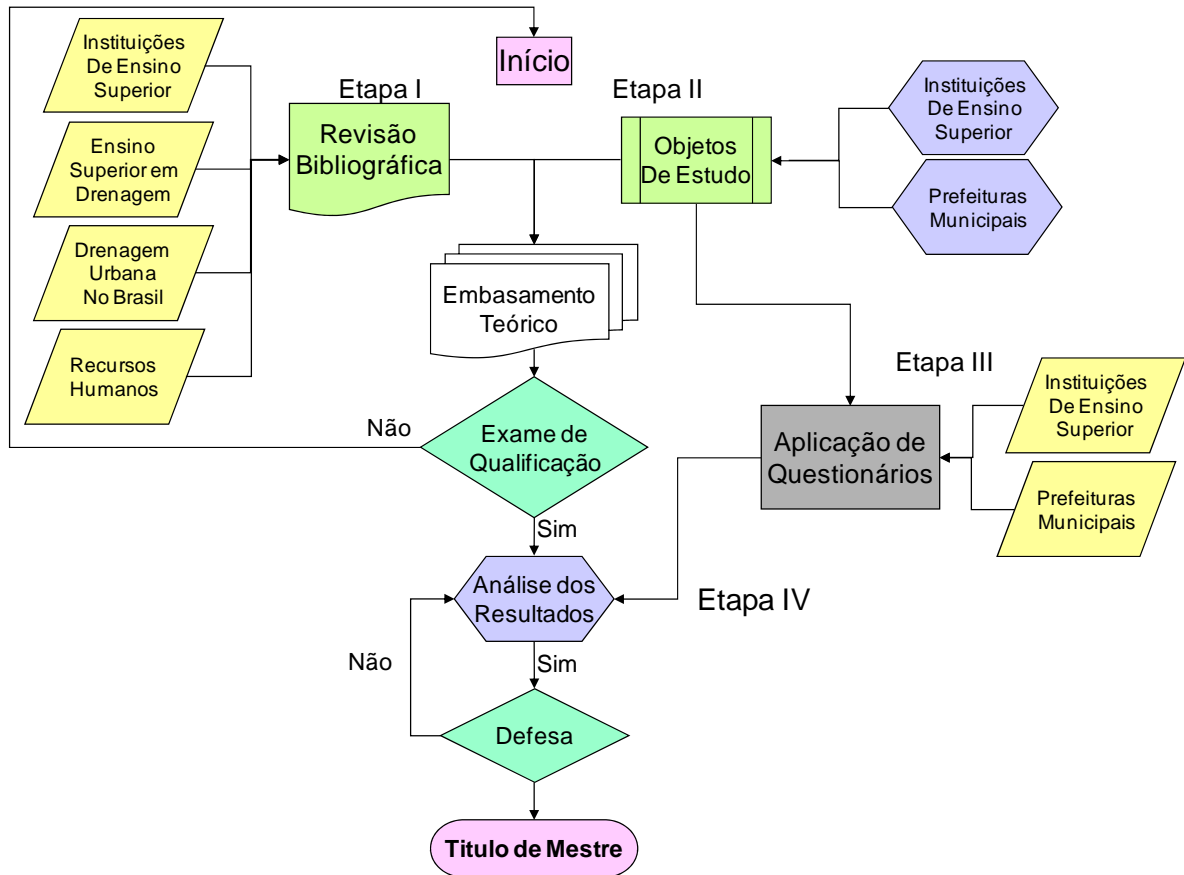 Início
Instituições
De Ensino
Superior
Etapa I
Etapa II
Instituições
De Ensino
Superior
Revisão
Bibliográfica
Objetos
De Estudo
Ensino
Superior em
Drenagem
Prefeituras
Municipais
Drenagem
Urbana
No Brasil
Embasamento
Teórico
Recursos
Humanos
Etapa III
Instituições
De Ensino
Superior
Não
Exame de
Qualificação
Aplicação de
Questionários
Prefeituras
Municipais
Sim
Análise dos
Resultados
Etapa IV
Não
Sim
Defesa
Titulo de Mestre